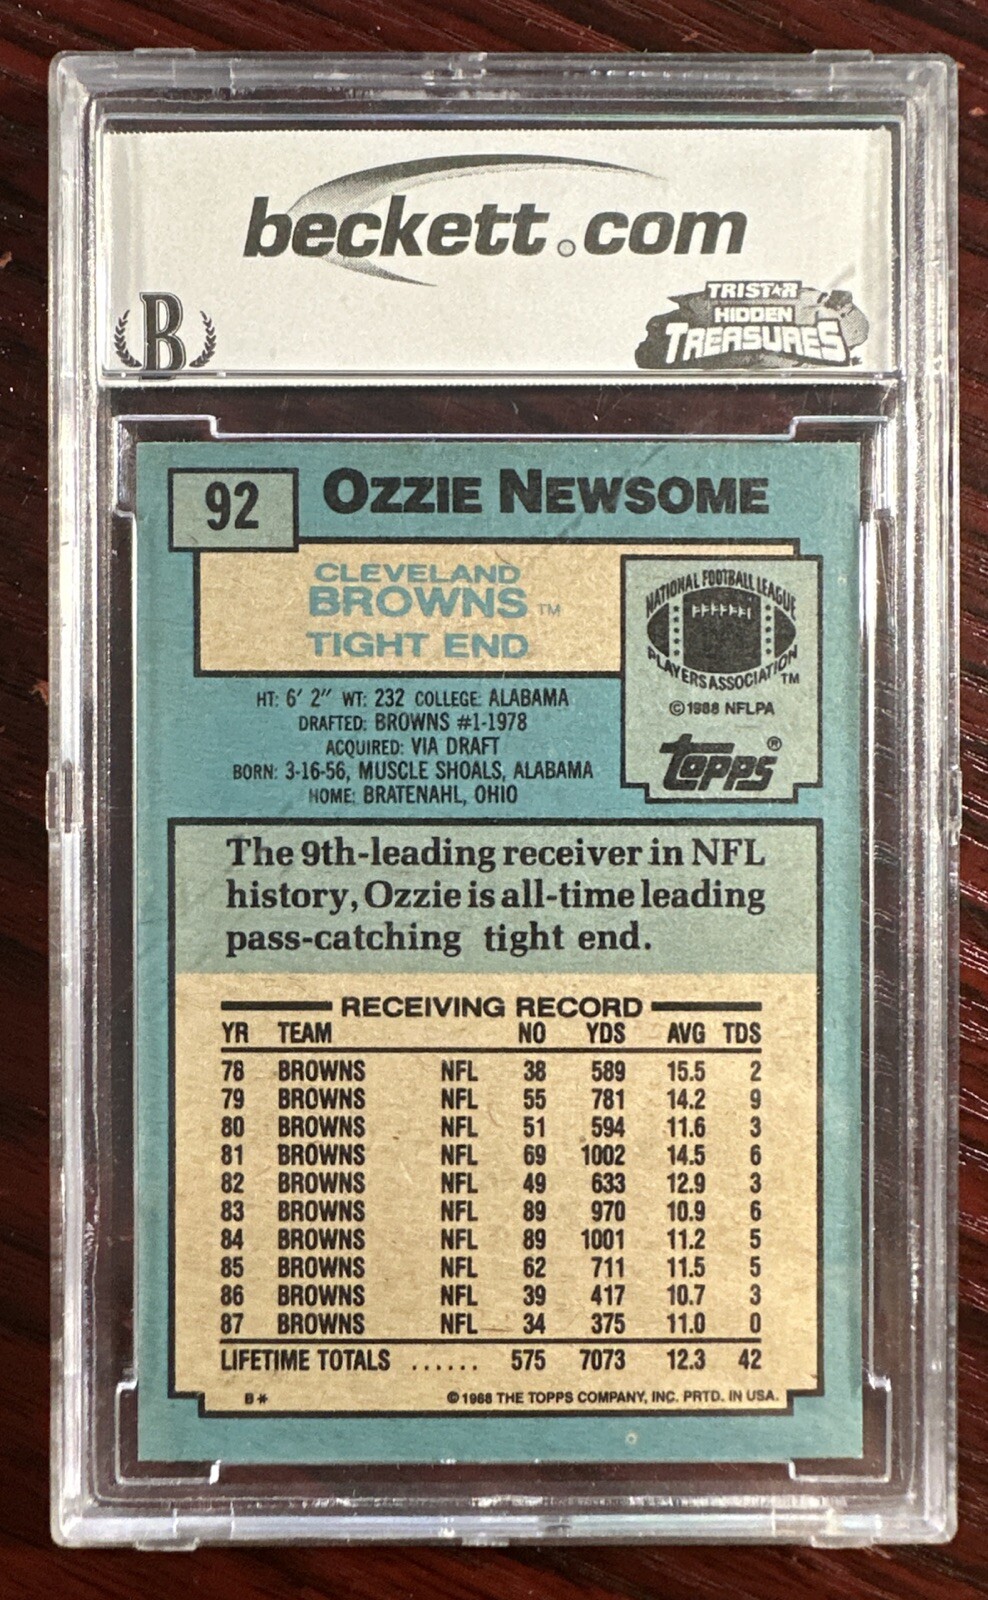 beckett.com
B
TRISTAR
HIDDEN
TREASURES
92
OZZIE NEWSOME
CLEVELAND
BROWNS™
TIGHT END
NATIONAL FOOTBALL LEAGUE
PLAYERS ASSOCIATION™
©1988 NFLPA
topps®
HT: 6' 2" WT: 232 COLLEGE: ALABAMA
DRAFTED: BROWNS #1-1978
ACQUIRED: VIA DRAFT
BORN: 3-16-56, MUSCLE SHOALS, ALABAMA
HOME: BRATENAHL, OHIO
The 9th-leading receiver in NFL
history, Ozzie is all-time leading
pass-catching tight end.
RECEIVING RECORD
YR TEAM NO YDS AVG TDS
78 BROWNS NFL 38 589 15.5 2
79 BROWNS NFL 55 781 14.2 9
80 BROWNS NFL 51 594 11.6 3
81 BROWNS NFL 69 1002 14.5 6
82 BROWNS NFL 49 633 12.9 3
83 BROWNS NFL 89 970 10.9 6
84 BROWNS NFL 89 1001 11.2 5
85 BROWNS NFL 62 711 11.5 5
86 BROWNS NFL 39 417 10.7 3
87 BROWNS NFL 34 375 11.0 0
LIFETIME TOTALS ...... 575 7073 12.3 42
B* ©1988 THE TOPPS COMPANY, INC. PRTD. IN USA.